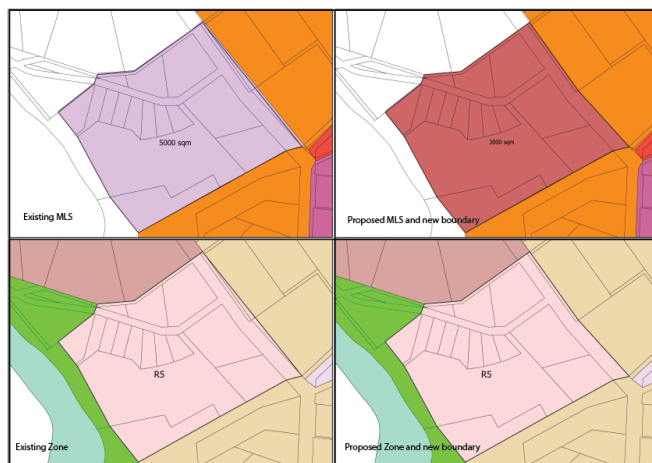 5000 sqm
Existing MLS
3000 sqm
Proposed MLS and new boundary
R5
Existing Zone
R5
Proposed Zone and new boundary